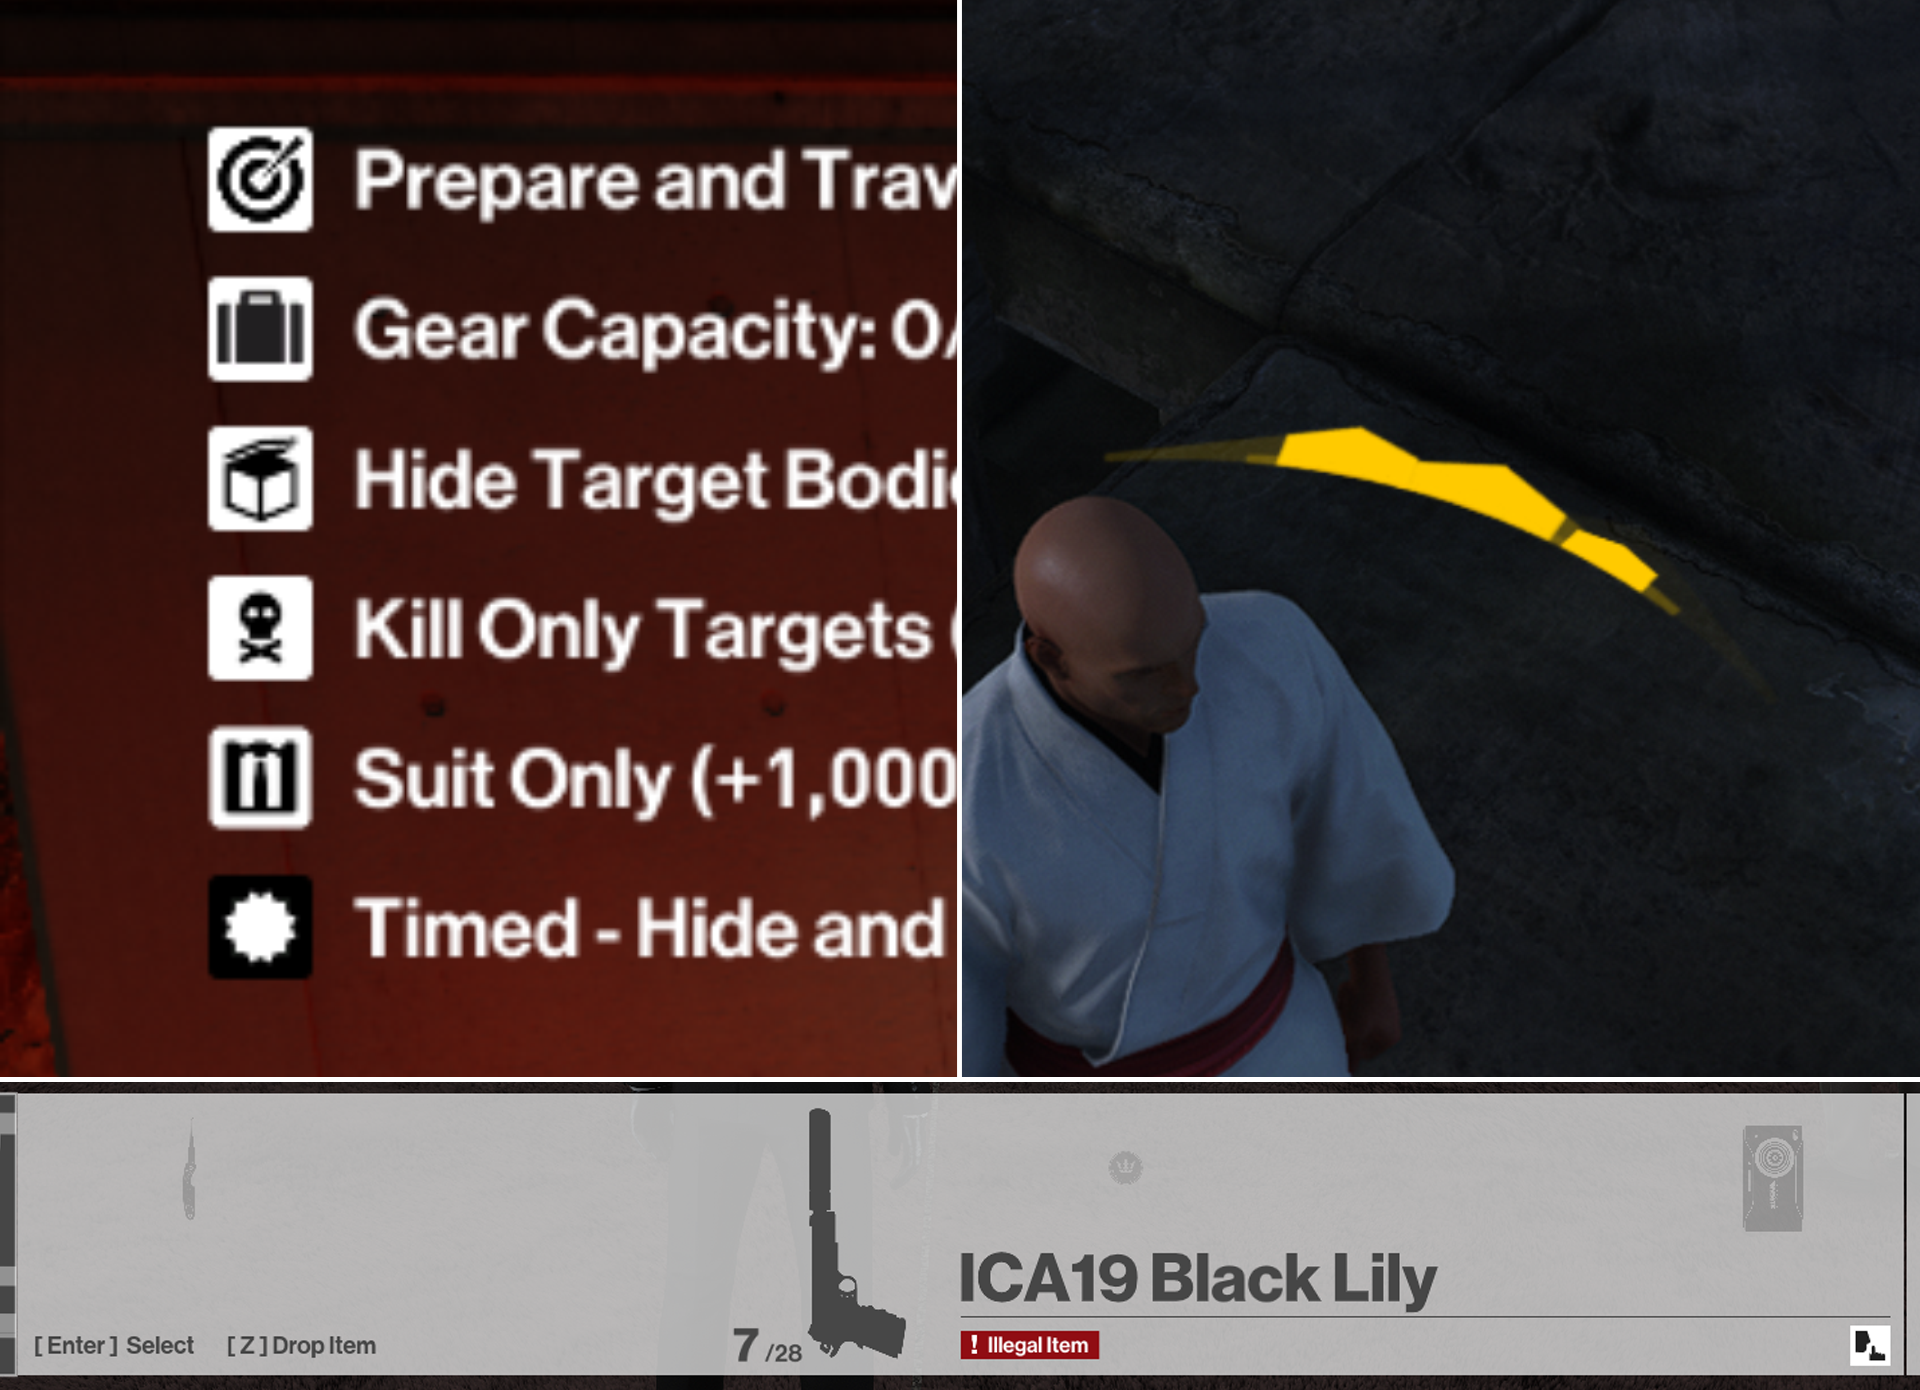 Prepare and Trav
Gear Capacity: 0/
Hide Target Bodie
Kill Only Targets (
Suit Only (+1,000
Timed - Hide and
ICA19 Black Lily
[ Enter ] Select [ Z ] Drop Item
7 /28
! Illegal Item